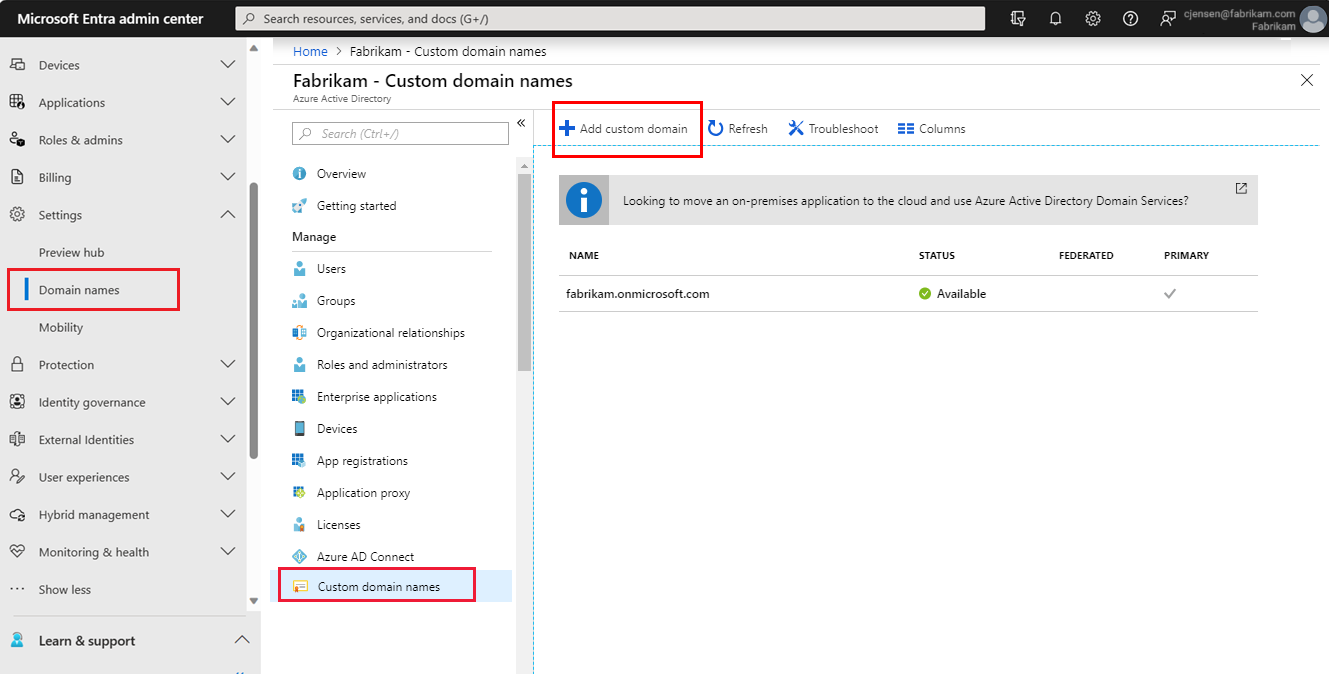 Microsoft Entra admin center
Search resources, services, and docs (G+/)
cjensen@fabrikam.com
Fabrikam
Devices
Applications
Roles & admins
Billing
Settings
Preview hub
Domain names
Mobility
Protection
Identity governance
External Identities
User experiences
Hybrid management
Monitoring & health
Show less
Learn & support
Home > Fabrikam - Custom domain names
Fabrikam - Custom domain names
Azure Active Directory
Search (Ctrl+/)
Overview
Getting started
Manage
Users
Groups
Organizational relationships
Roles and administrators
Enterprise applications
Devices
App registrations
Application proxy
Licenses
Azure AD Connect
Custom domain names
Add custom domain Refresh Troubleshoot Columns
Looking to move an on-premises application to the cloud and use Azure Active Directory Domain Services?
NAME STATUS FEDERATED PRIMARY
fabrikam.onmicrosoft.com Available